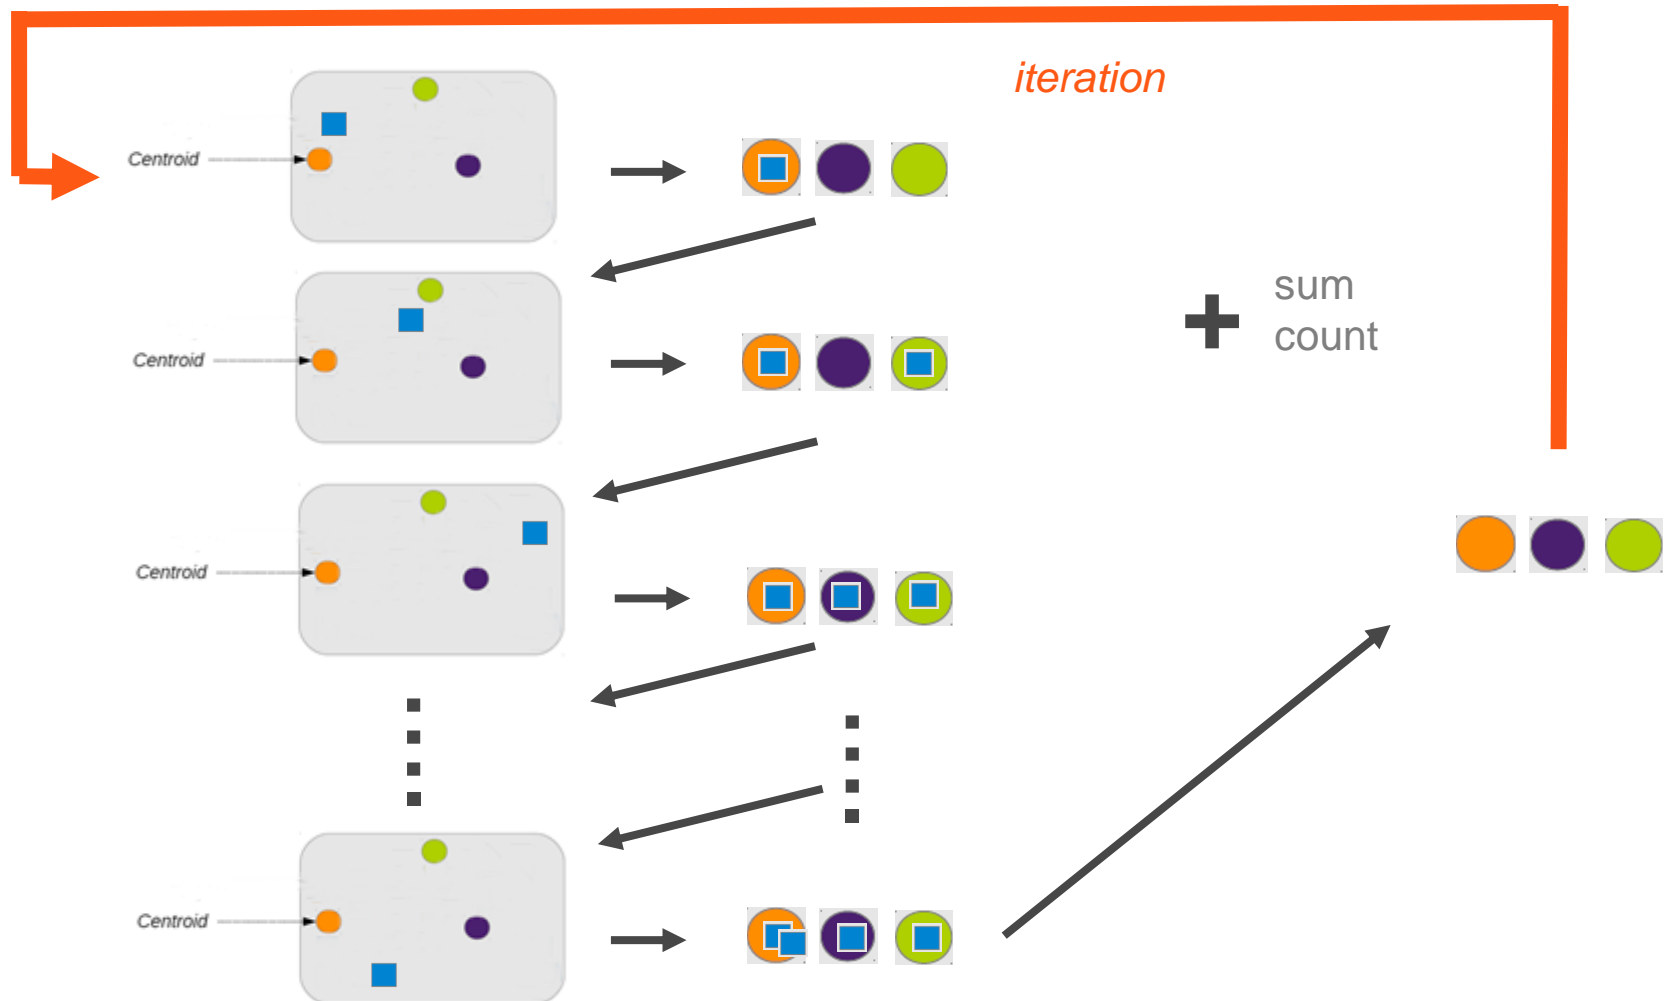 iteration
Centroid
sum
count
Centroid
Centroid
Centroid